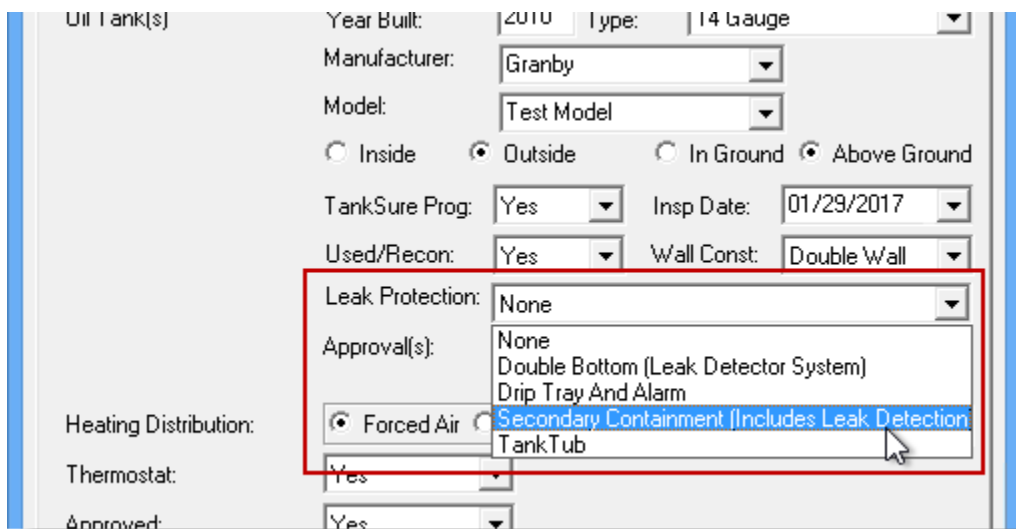 Oil Tank(s) Year Built: 2010 Type: 14 Gauge
Manufacturer: Granby
Model: Test Model
Inside Outside In Ground Above Ground
TankSure Prog: Yes Insp Date: 01/29/2017
Used/Recon: Yes Wall Const: Double Wall
Leak Protection: None
Approval(s):
None
Double Bottom (Leak Detector System)
Drip Tray And Alarm
Secondary Containment (Includes Leak Detection
TankTub
Heating Distribution: Forced Air
Thermostat: Yes
Approved: Yes